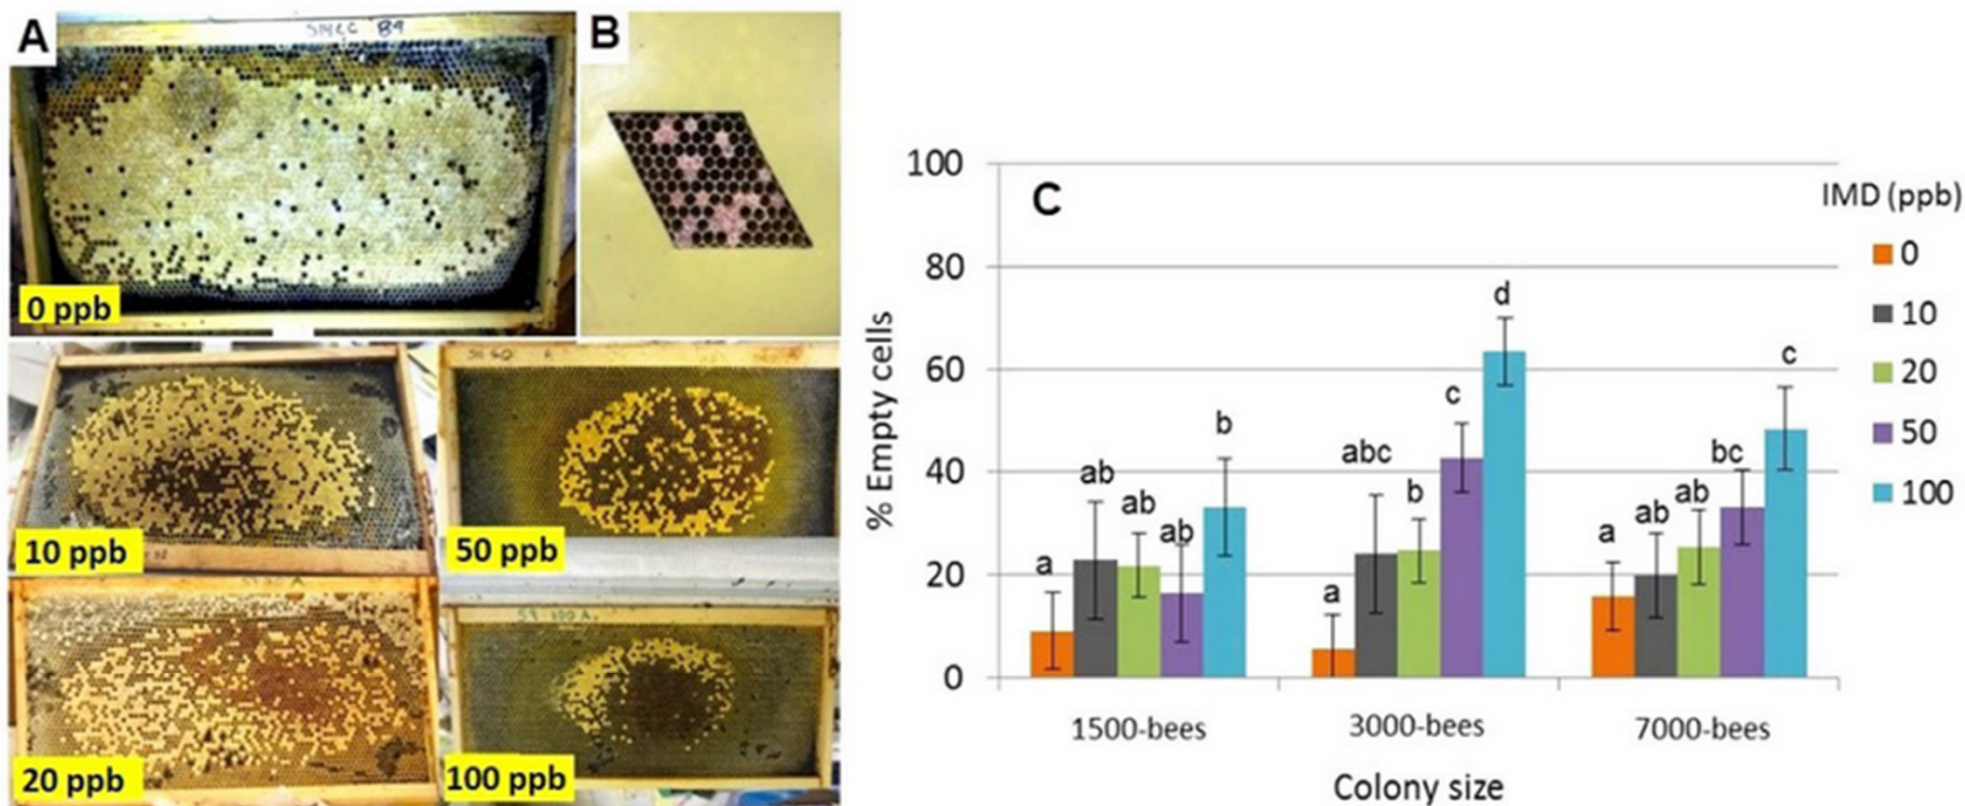 A
B
0 ppb
10 ppb
50 ppb
20 ppb
100 ppb
C
% Empty cells
100
80
60
40
20
0
a
ab
ab
ab
b
a
abc
b
c
d
a
ab
ab
bc
c
1500-bees
3000-bees
7000-bees
Colony size
IMD (ppb)
0
10
20
50
100